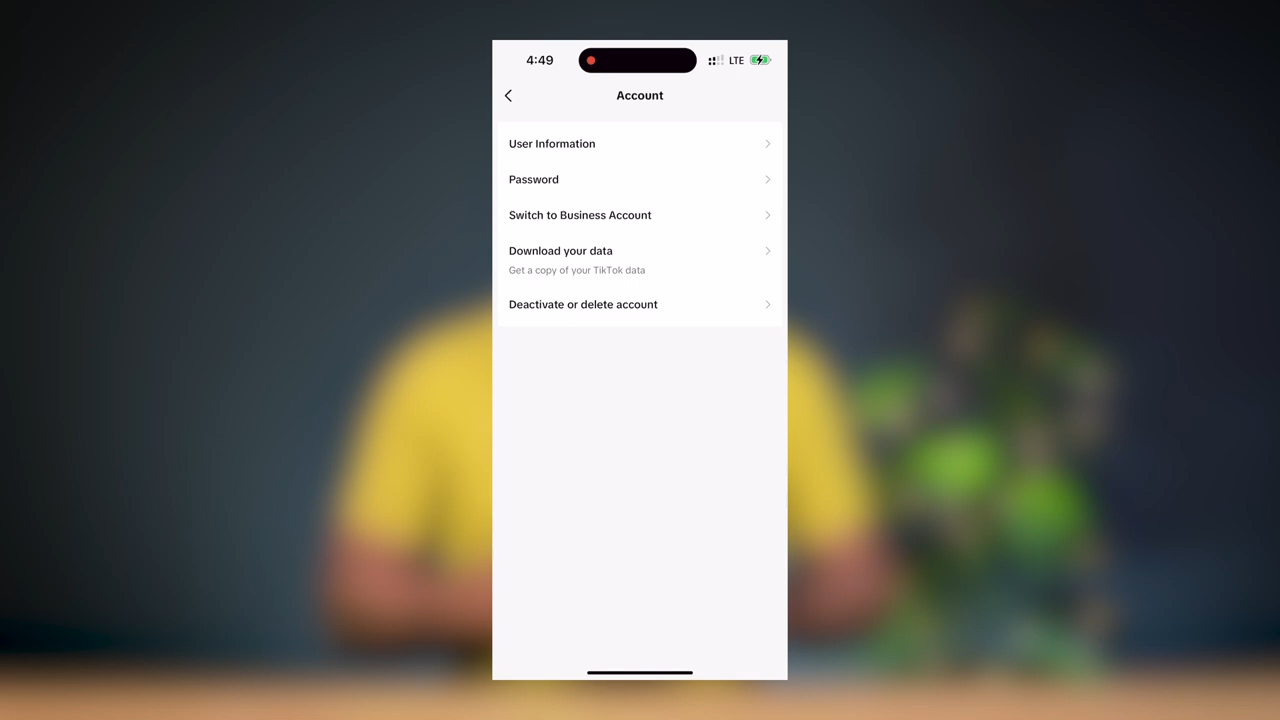 4:49
LTE
Account
User Information
Password
Switch to Business Account
Download your data
Get a copy of your TikTok data
Deactivate or delete account